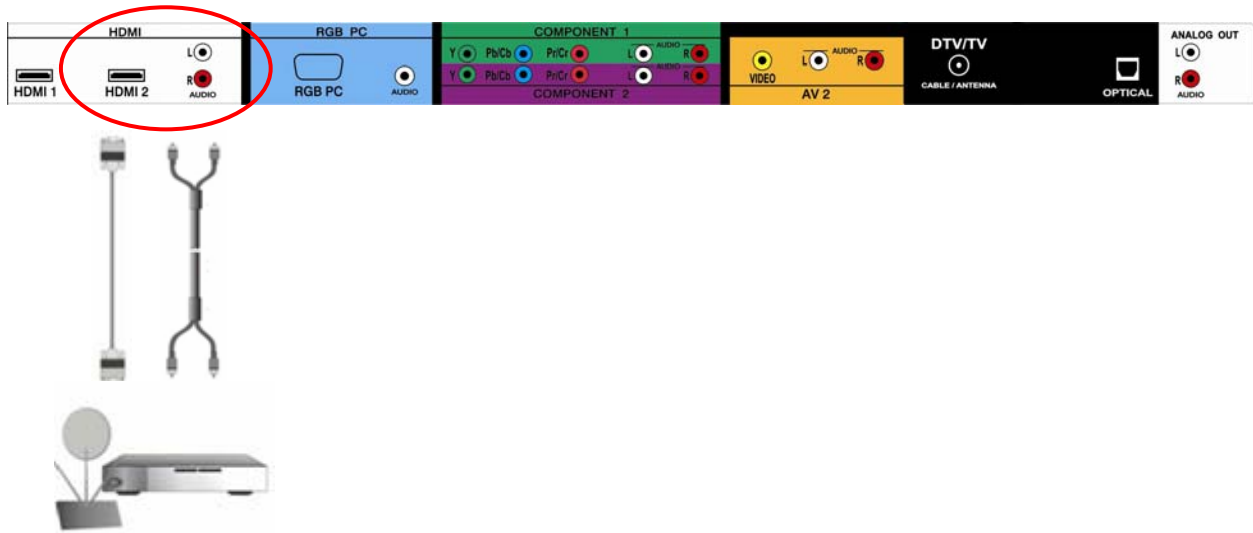 HDMI
L
R
HDMI 1
HDMI 2
AUDIO
RGB PC
RGB PC
AUDIO
COMPONENT 1
Y Pb/Cb Pr/Cr L AUDIO R
Y Pb/Cb Pr/Cr L AUDIO R
COMPONENT 2
VIDEO
L AUDIO R
AV 2
DTV/TV
CABLE / ANTENNA
OPTICAL
ANALOG OUT
L
R
AUDIO